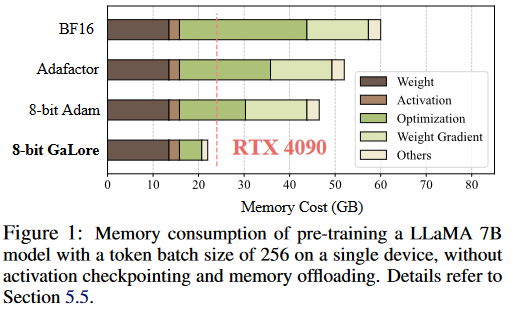 BF16
Adafactor
8-bit Adam
8-bit GaLore
RTX 4090
Weight
Activation
Optimization
Weight Gradient
Others
0 10 20 30 40 50 60 70 80
Memory Cost (GB)
Figure 1: Memory consumption of pre-training a LLaMA 7B
model with a token batch size of 256 on a single device, without
activation checkpointing and memory offloading. Details refer to
Section 5.5.